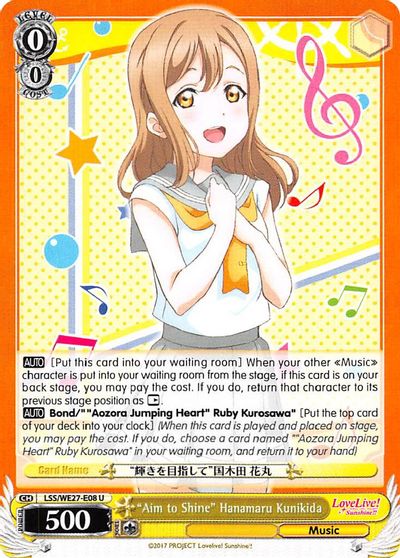 LEVEL
0
0
COST
AUTO [Put this card into your waiting room] When your other «Music»
character is put into your waiting room from the stage, if this card is on your
back stage, you may pay the cost. If you do, return that character to its
previous stage position as
AUTO Bond/""Aozora Jumping Heart" Ruby Kurosawa" [Put the top card
of your deck into your clock] (When this card is played and placed on stage,
you may pay the cost. If you do, choose a card named ""Aozora Jumping
Heart" Ruby Kurosawa" in your waiting room, and return it to your hand)
Card Name
"輝きを目指して"国木田 花丸
CH LSS/WE27-E08 U
"Aim to Shine" Hanamaru Kunikida
LoveLive!
Sunshine!!
POWER
500
SOUL
Music
©2017 PROJECT Lovelive! Sunshine!!